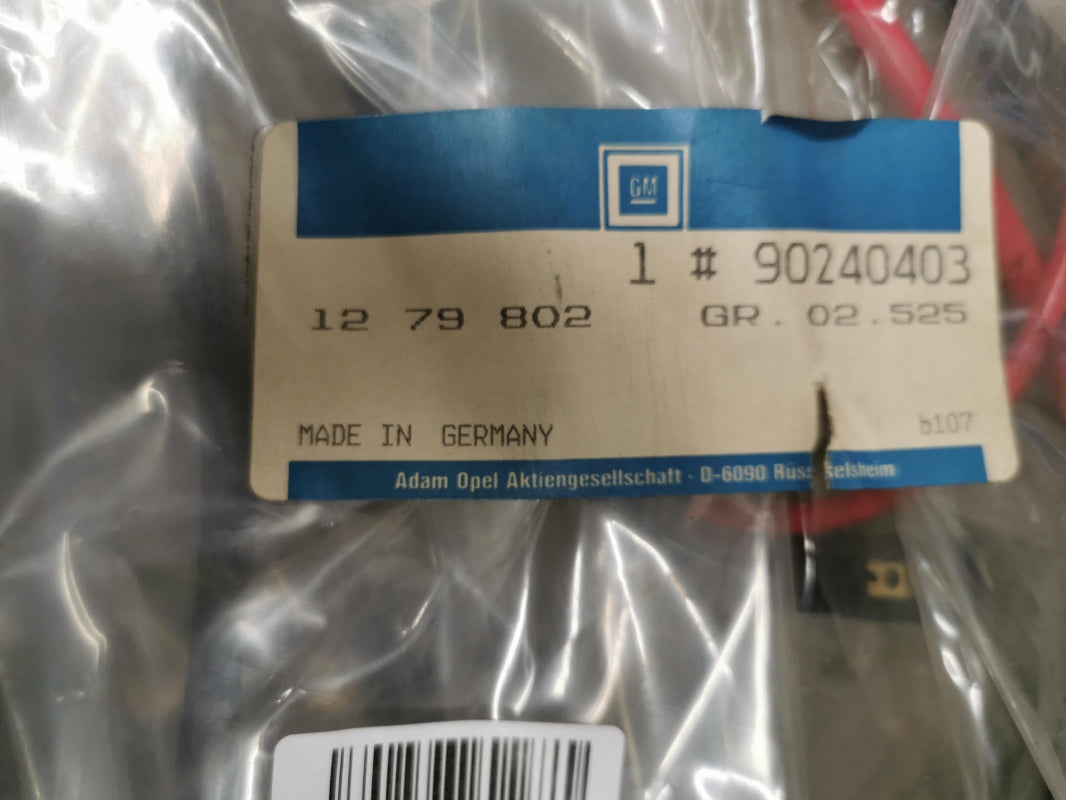 GM
1 # 90240403
12 79 802 GR. 02.525
MADE IN GERMANY b107
Adam Opel Aktiengesellschaft · D-6090 Rüsselsheim